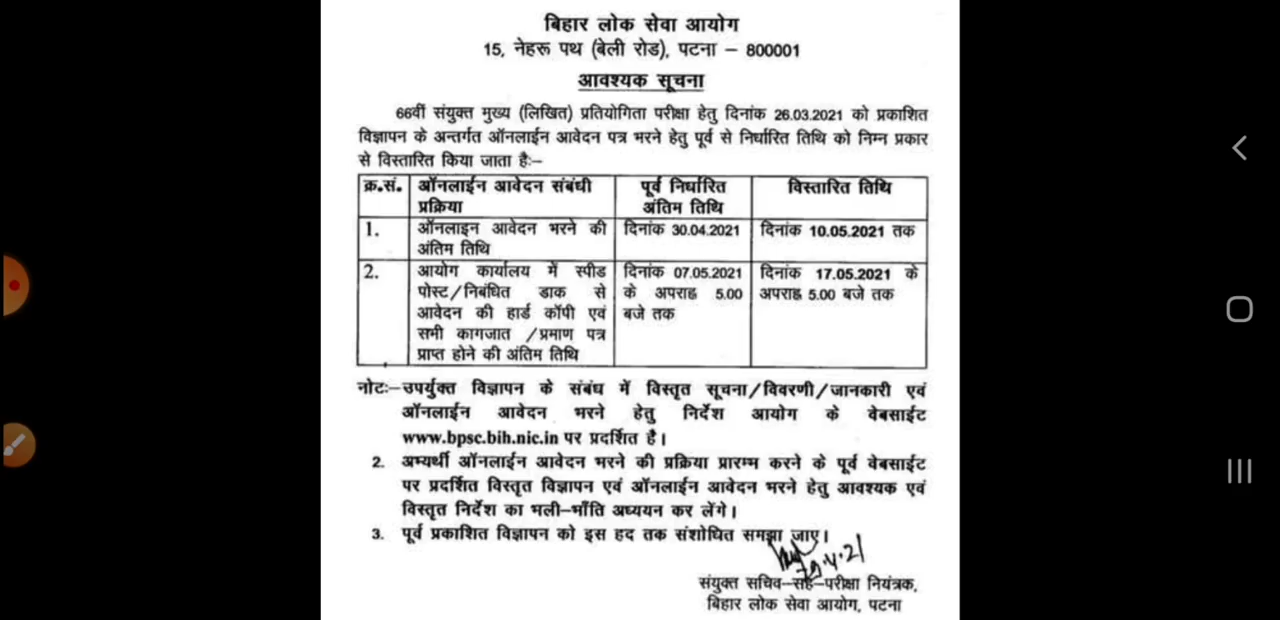 बिहार लोक सेवा आयोग
15, नेहरू पथ (बेली रोड), पटना – 800001
आवश्यक सूचना
66वीं संयुक्त मुख्य (लिखित) प्रतियोगिता परीक्षा हेतु दिनांक 26.03.2021 को प्रकाशित
विज्ञापन के अन्तर्गत ऑनलाईन आवेदन पत्र भरने हेतु पूर्व से निर्धारित तिथि को निम्न प्रकार
से विस्तारित किया जाता हैः–
क्र.सं. ऑनलाईन आवेदन संबंधी प्रक्रिया पूर्व निर्धारित अंतिम तिथि विस्तारित तिथि
1. ऑनलाइन आवेदन भरने की अंतिम तिथि दिनांक 30.04.2021 दिनांक 10.05.2021 तक
2. आयोग कार्यालय में स्पीड दिनांक 07.05.2021 दिनांक 17.05.2021 के
पोस्ट/निबंधित डाक से के अपराह्न 5.00 अपराह्न 5.00 बजे तक
आवेदन की हार्ड कॉपी एवं बजे तक
सभी कागजात /प्रमाण पत्र
प्राप्त होने की अंतिम तिथि
नोटः–उपर्युक्त विज्ञापन के संबंध में विस्तृत सूचना/विवरणी/जानकारी एवं
ऑनलाईन आवेदन भरने हेतु निर्देश आयोग के वेबसाईट
www.bpsc.bih.nic.in पर प्रदर्शित है।
2. अभ्यर्थी ऑनलाईन आवेदन भरने की प्रक्रिया प्रारम्भ करने के पूर्व वेबसाईट
पर प्रदर्शित विस्तृत विज्ञापन एवं ऑनलाईन आवेदन भरने हेतु आवश्यक एवं
विस्तृत निर्देश का भली–भाँति अध्ययन कर लेंगे।
3. पूर्व प्रकाशित विज्ञापन को इस हद तक संशोधित समझा जाए।
संयुक्त सचिव–सह–परीक्षा नियंत्रक,
बिहार लोक सेवा आयोग, पटना